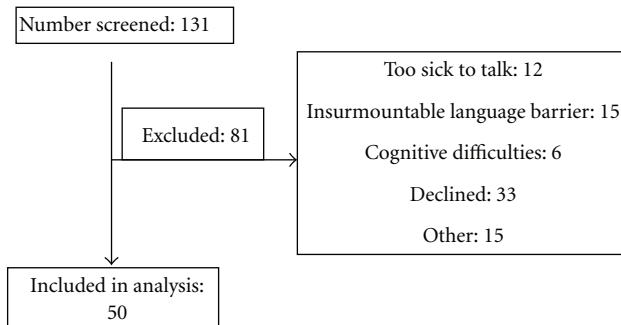 Number screened: 131
Excluded: 81
Too sick to talk: 12
Insurmountable language barrier: 15
Cognitive difficulties: 6
Declined: 33
Other: 15
Included in analysis:
50